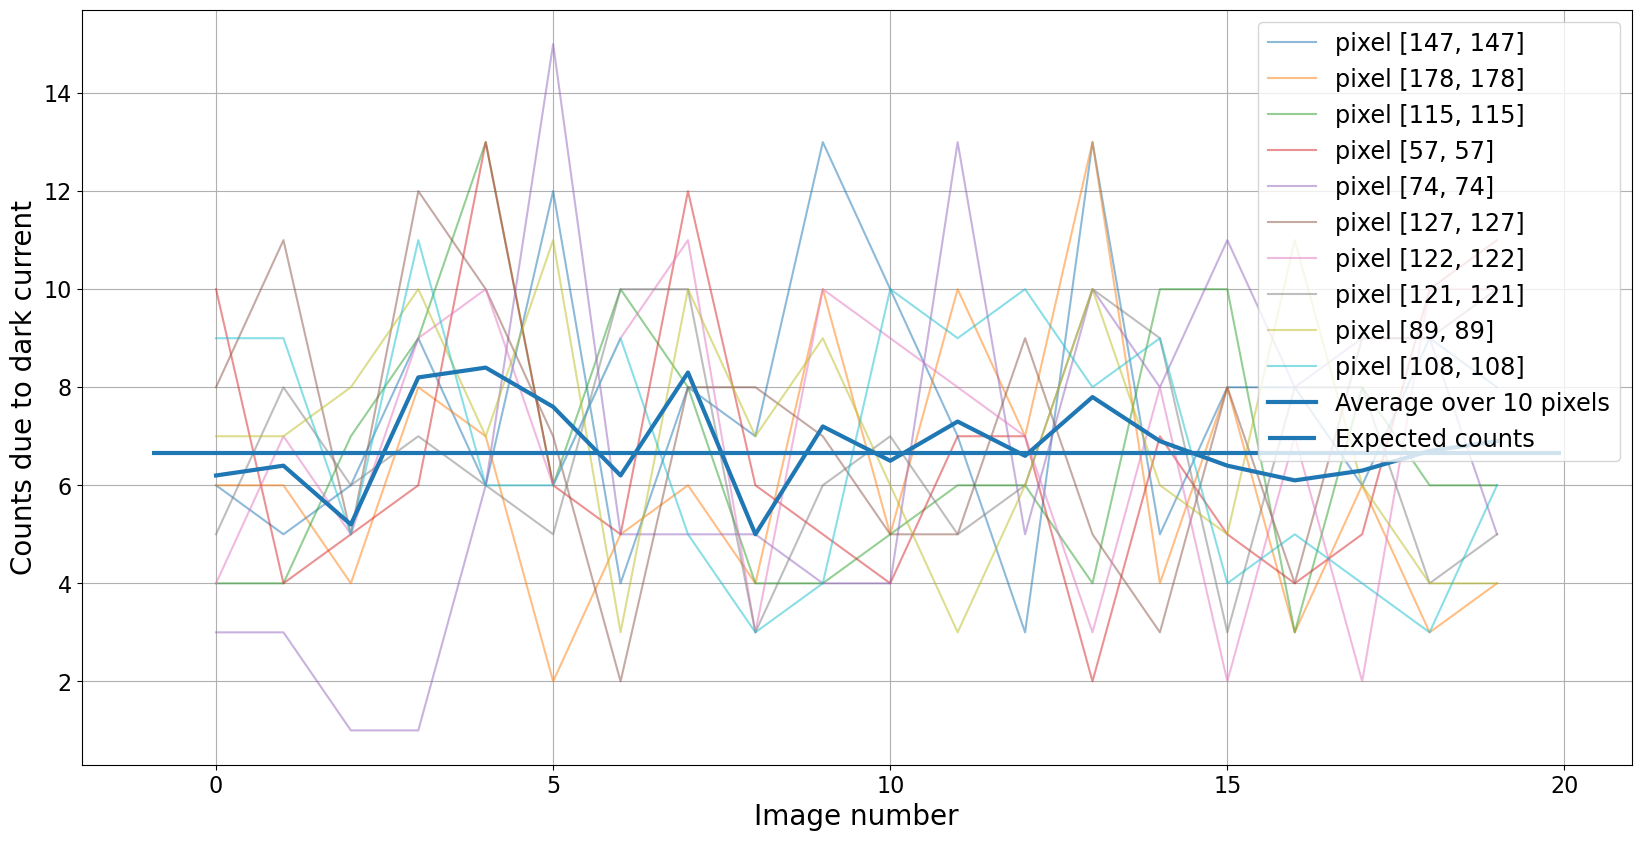 Counts due to dark current
14
12
10
8
6
4
2
0
5
10
15
20
Image number
pixel [147, 147]
pixel [178, 178]
pixel [115, 115]
pixel [57, 57]
pixel [74, 74]
pixel [127, 127]
pixel [122, 122]
pixel [121, 121]
pixel [89, 89]
pixel [108, 108]
Average over 10 pixels
Expected counts